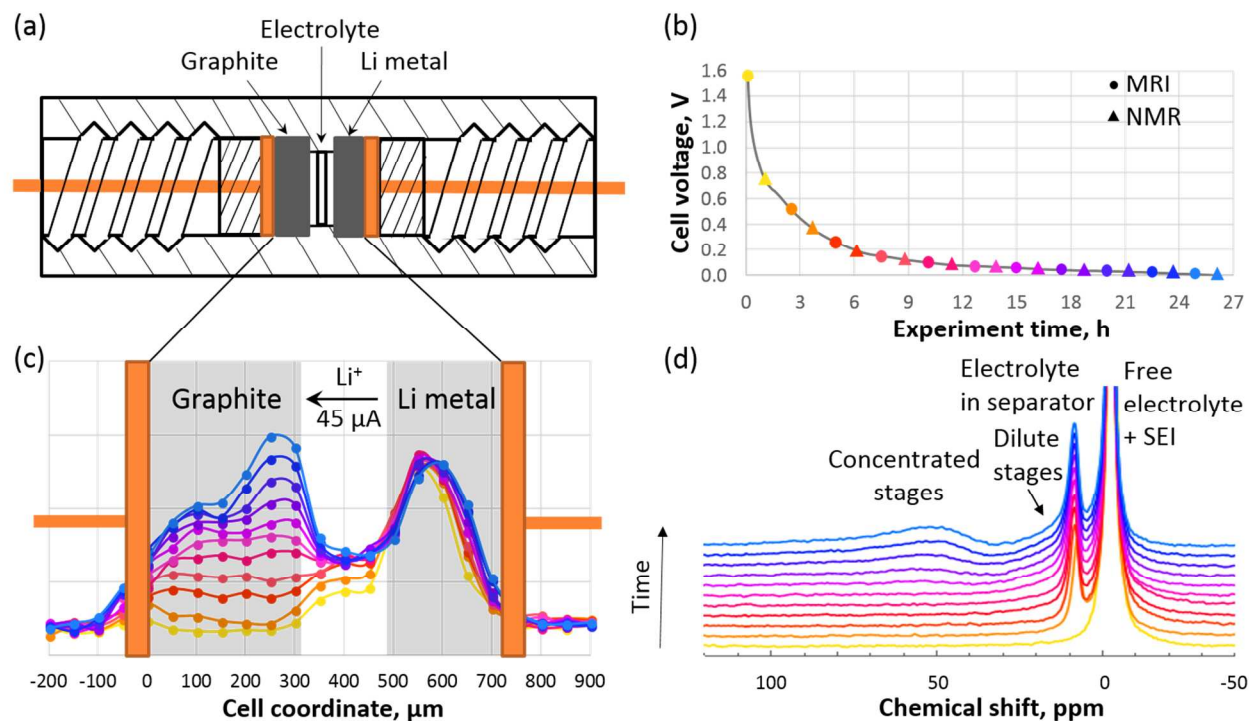 (a)
Electrolyte
Graphite
Li metal
(b)
Cell voltage, V
1.6
1.4
1.2
1.0
0.8
0.6
0.4
0.2
0.0
MRI
NMR
0 3 6 9 12 15 18 21 24 27
Experiment time, h
(c)
Graphite
Li⁺
45 µA
Li metal
-200 -100 0 100 200 300 400 500 600 700 800 900
Cell coordinate, µm
(d)
Electrolyte
in separator
Free
electrolyte
+ SEI
Dilute
stages
Concentrated
stages
Time
100 50 0 -50
Chemical shift, ppm